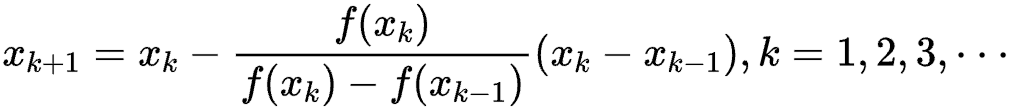 $x_{k+1} = x_k - \frac{f(x_k)}{f(x_k) - f(x_{k-1})}(x_k - x_{k-1}), k = 1, 2, 3, \cdots$